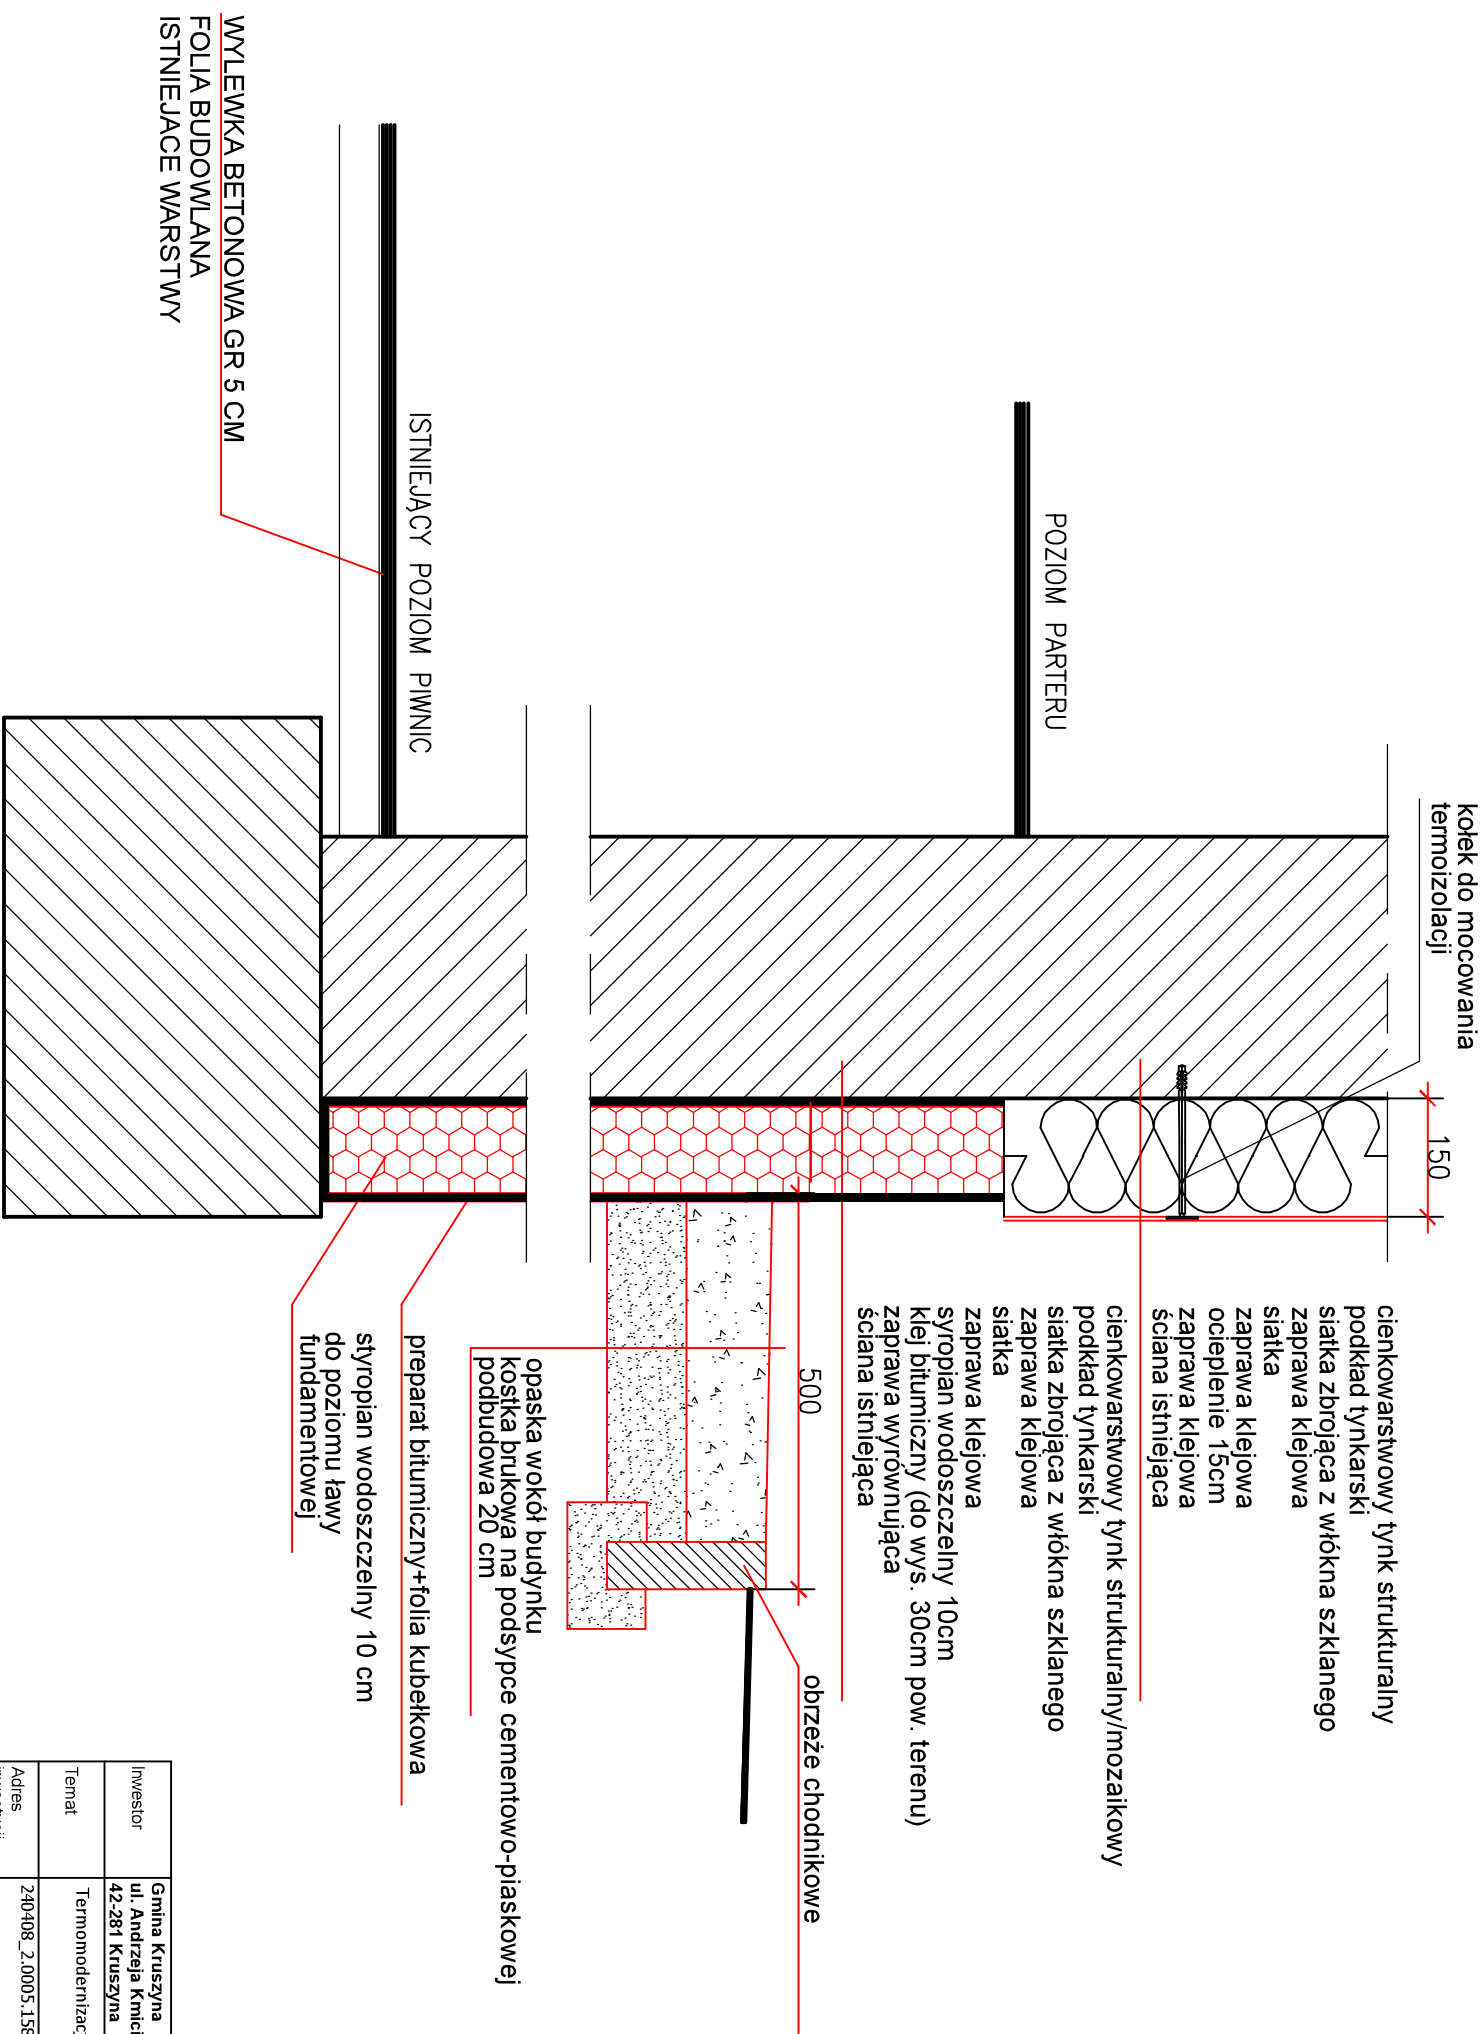 kołek do mocowania
termoizolacji
150
cienkowarstwowy tynk strukturalny
podkład tynkarski
siatka zbrojąca z włókna szklanego
zaprawa klejowa
siatka
zaprawa klejowa
ocieplenie 15cm
zaprawa klejowa
ściana istniejąca
POZIOM PARTERU
cienkowarstwowy tynk strukturalny/mozaikowy
podkład tynkarski
siatka zbrojąca z włókna szklanego
zaprawa klejowa
siatka
zaprawa klejowa
syropian wodoszczelny 10cm
klej bitumiczny (do wys. 30cm pow. terenu)
zaprawa wyrównująca
ściana istniejąca
500
obrzeże chodnikowe
opaska wokół budynku
kostka brukowa na podsypce cementowo-piaskowej
podbudowa 20 cm
ISTNIEJĄCY POZIOM PIWNIC
preparat bitumiczny+folia kubełkowa
styropian wodoszczelny 10 cm
do poziomu ławy
fundamentowej
WYLEWKA BETONOWA GR 5 CM
FOLIA BUDOWLANA
ISTNIEJACE WARSTWY
Inwestor
Gmina Kruszyna
ul. Andrzeja Kmici
42-281 Kruszyna
Temat
Termomodernizac
Adres
240408_2.0005.158